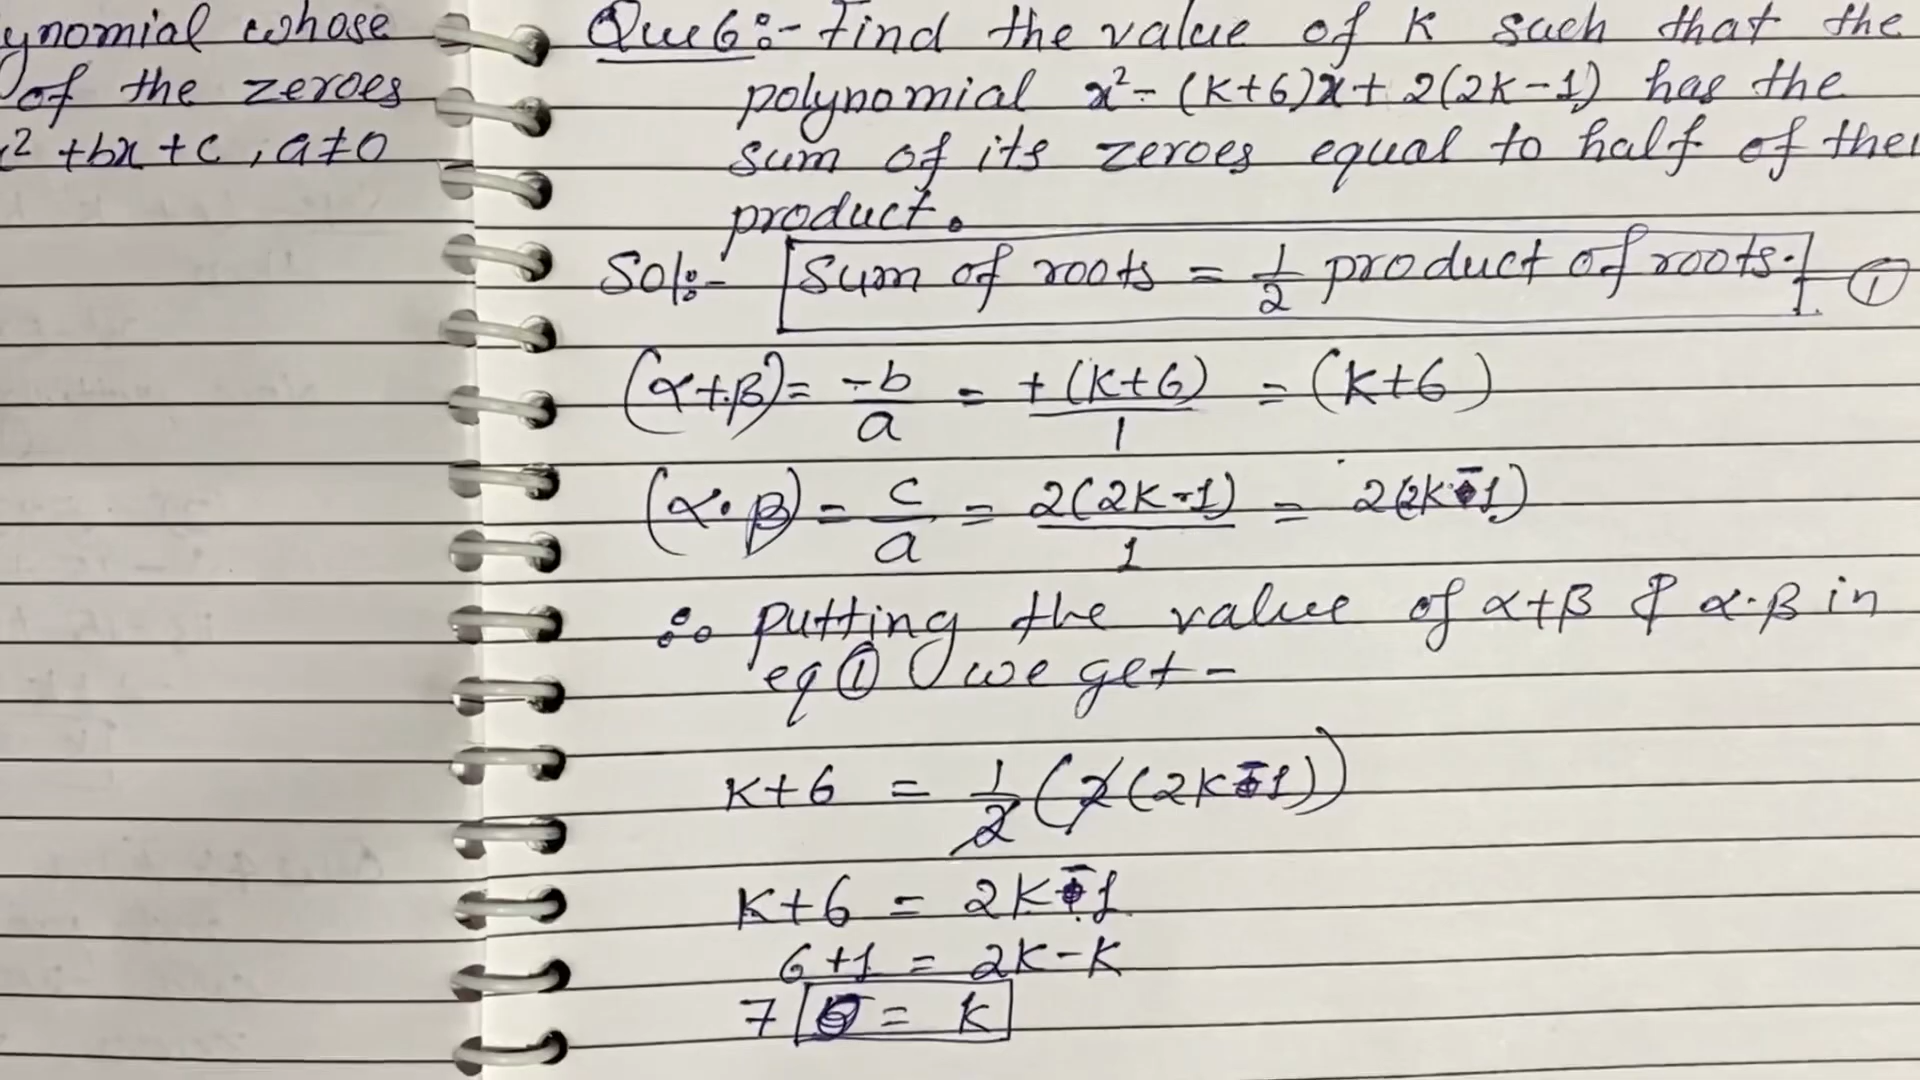 ynomial whose
of the zeroes
x² + bx + c, a≠0
Que6:- Find the value of K such that the
polynomial x² - (K+6)x + 2(2K-1) has the
sum of its zeroes equal to half of their
product.
Sol:- Sum of roots = 1/2 product of roots. ①
(α+β) = -b/a = +(K+6)/1 = (K+6)
(α·β) = c/a = 2(2K-1)/1 = 2(2K-1)
∴ putting the value of α+β & α·β in
eq ① we get -
K+6 = 1/2 (2(2K-1))
K+6 = 2K-1
6+1 = 2K-K
7 = K